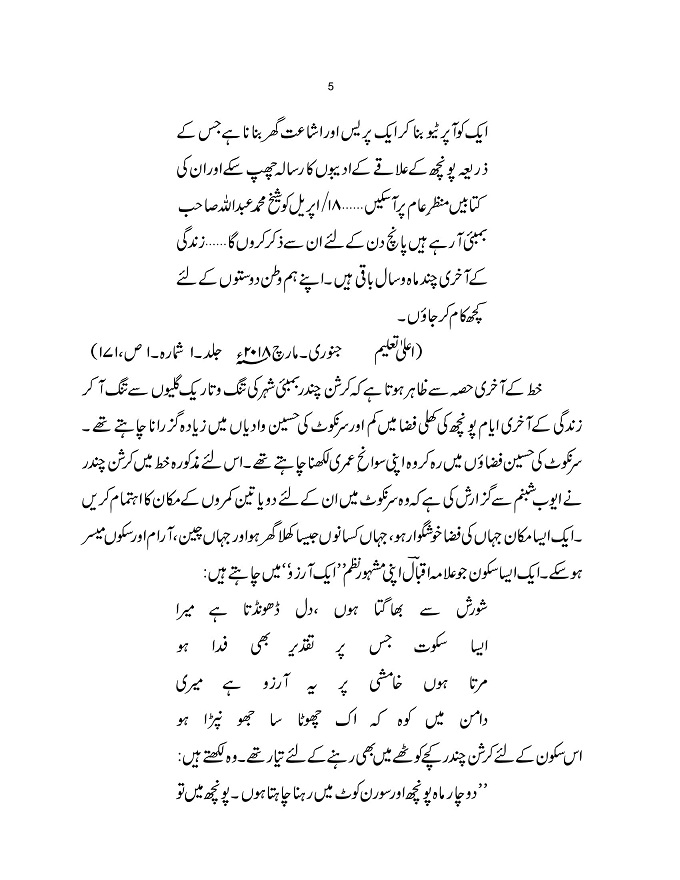 5
ایک کوآپرٹیو بنا کر ایک پریس اور اشاعت گھر بنانا ہے جس کے
ذریعہ پونچھ کے علاقے کے ادیبوں کا رسالہ چھپ سکے اور ان کی
کتابیں منظر عام پر آسکیں......۱۸/اپریل کو شیخ محمد عبداللہ صاحب
بمبئی آرہے ہیں پانچ دن کے لئے ان سے ذکر کروں گا......زندگی
کے آخری چند ماہ وسال باقی ہیں۔اپنے ہم وطن دوستوں کے لئے
کچھ کام کر جاؤں۔
(اعلیٰ تعلیم جنوری۔مارچ ۲۰۱۸ء جلد۔۱ شمارہ۔۱ ص،۱۷۱)
خط کے آخری حصہ سے ظاہر ہوتا ہے کہ کرشن چندر بمبئی شہر کی تنگ و تاریک گلیوں سے تنگ آ کر
زندگی کے آخری ایام پونچھ کی کھلی فضا میں کم اور سرنکوٹ کی حسین وادیاں میں زیادہ گزرانا چاہتے تھے ۔
سرنکوٹ کی حسین فضاؤں میں رہ کر وہ اپنی سوانح عمری لکھنا چاہتے تھے۔اس لئے مذکورہ خط میں کرشن چندر
نے ایوب شبنم سے گزارش کی ہے کہ وہ سرنکوٹ میں ان کے لئے دو یا تین کمروں کے مکان کا اہتمام کریں
۔ایک ایسا مکان جہاں کی فضا خوشگوار ہو، جہاں کسانوں جیسا کھلا گھر ہو اور جہاں چین،آرام اور سکوں میسر
ہو سکے۔ایک ایسا سکون جو علامہ اقبالؔ اپنی مشہور نظم ’’ایک آرزو‘‘ میں چاہتے ہیں:
شورش سے بھاگتا ہوں ،دل ڈھونڈتا ہے میرا
ایسا سکوت جس پر تقدیر بھی فدا ہو
مرتا ہوں خامشی پر یہ آرزو ہے میری
دامن میں کوہ کہ اک چھوٹا سا جھو نپڑا ہو
اس سکون کے لئے کرشن چندر کچے کوٹھے میں بھی رہنے کے لئے تیار تھے۔وہ لکھتے ہیں:
’’دو چار ماہ پونچھ اور سورن کوٹ میں رہنا چاہتا ہوں ۔ پونچھ میں تو